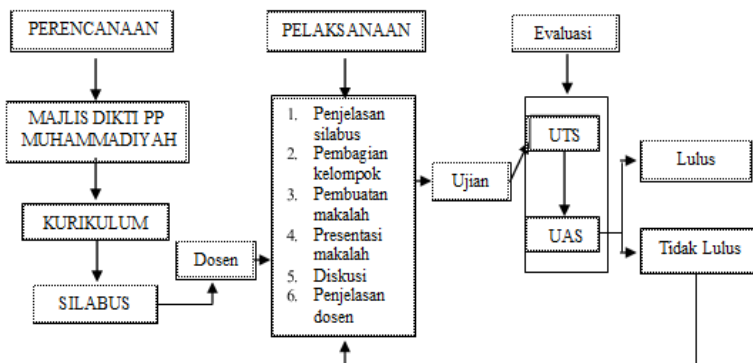 PERENCANAAN
MAJLIS DIKTI PP
MUHAMMADIYAH
KURIKULUM
SILABUS
Dosen
PELAKSANAAN
1. Penjelasan
silabus
2. Pembagian
kelompok
3. Pembuatan
makalah
4. Presentasi
makalah
5. Diskusi
6. Penjelasan
dosen
Ujian
Evaluasi
UTS
UAS
Lulus
Tidak Lulus